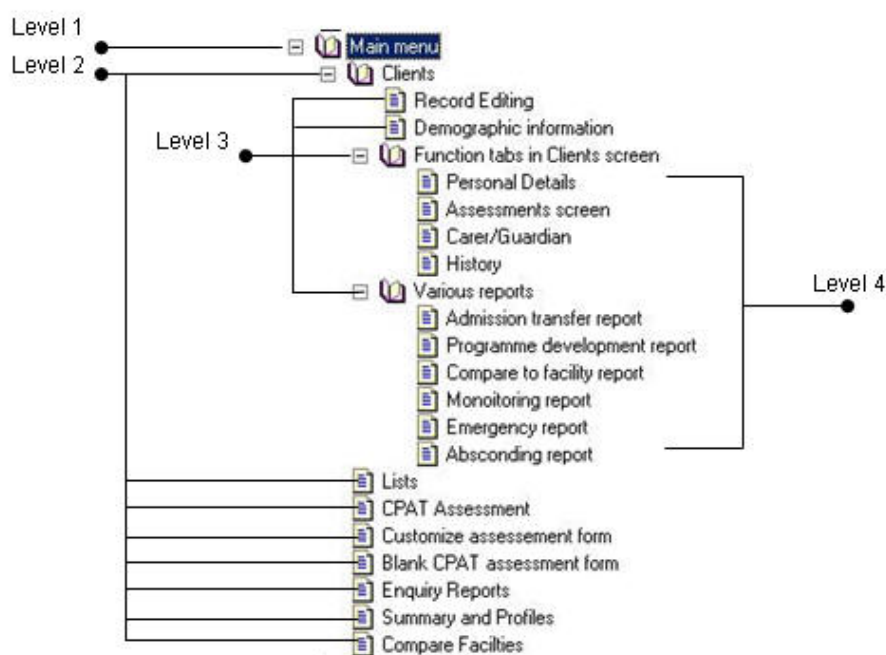 Level 1
Main menu
Level 2
Clients
Record Editing
Demographic information
Level 3
Function tabs in Clients screen
Personal Details
Assessments screen
Carer/Guardian
History
Level 4
Various reports
Admission transfer report
Programme development report
Compare to facility report
Monoitoring report
Emergency report
Absconding report
Lists
CPAT Assessment
Customize assessement form
Blank CPAT assessment form
Enquiry Reports
Summary and Profiles
Compare Facilties